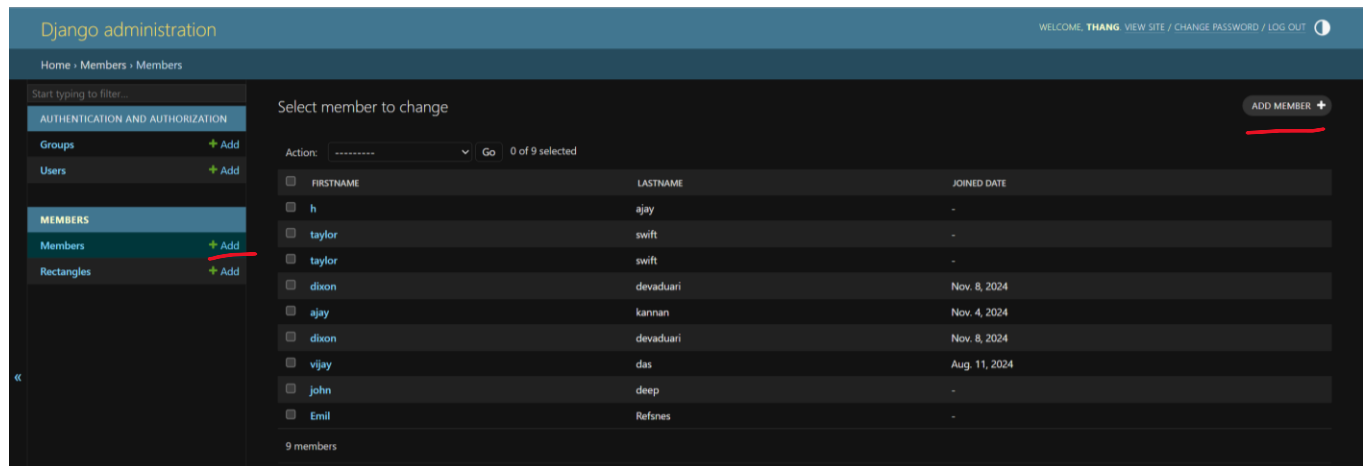 Django administration
WELCOME, THANG. VIEW SITE / CHANGE PASSWORD / LOG OUT
Home › Members › Members
Start typing to filter...
AUTHENTICATION AND AUTHORIZATION
Groups + Add
Users + Add
MEMBERS
Members + Add
Rectangles + Add
«
Select member to change
ADD MEMBER +
Action: --------- Go 0 of 9 selected
FIRSTNAME LASTNAME JOINED DATE
h ajay -
taylor swift -
taylor swift -
dixon devaduari Nov. 8, 2024
ajay kannan Nov. 4, 2024
dixon devaduari Nov. 8, 2024
vijay das Aug. 11, 2024
john deep -
Emil Refsnes -
9 members